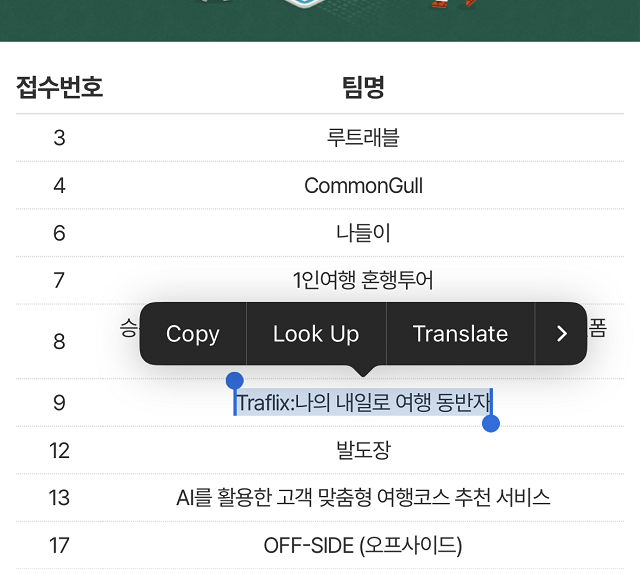 접수번호 팀명
3 루트래블
4 CommonGull
6 나들이
7 1인여행 혼행투어
8
Copy Look Up Translate
9 Traflix:나의 내일로 여행 동반자
12 발도장
13 AI를 활용한 고객 맞춤형 여행코스 추천 서비스
17 OFF-SIDE (오프사이드)